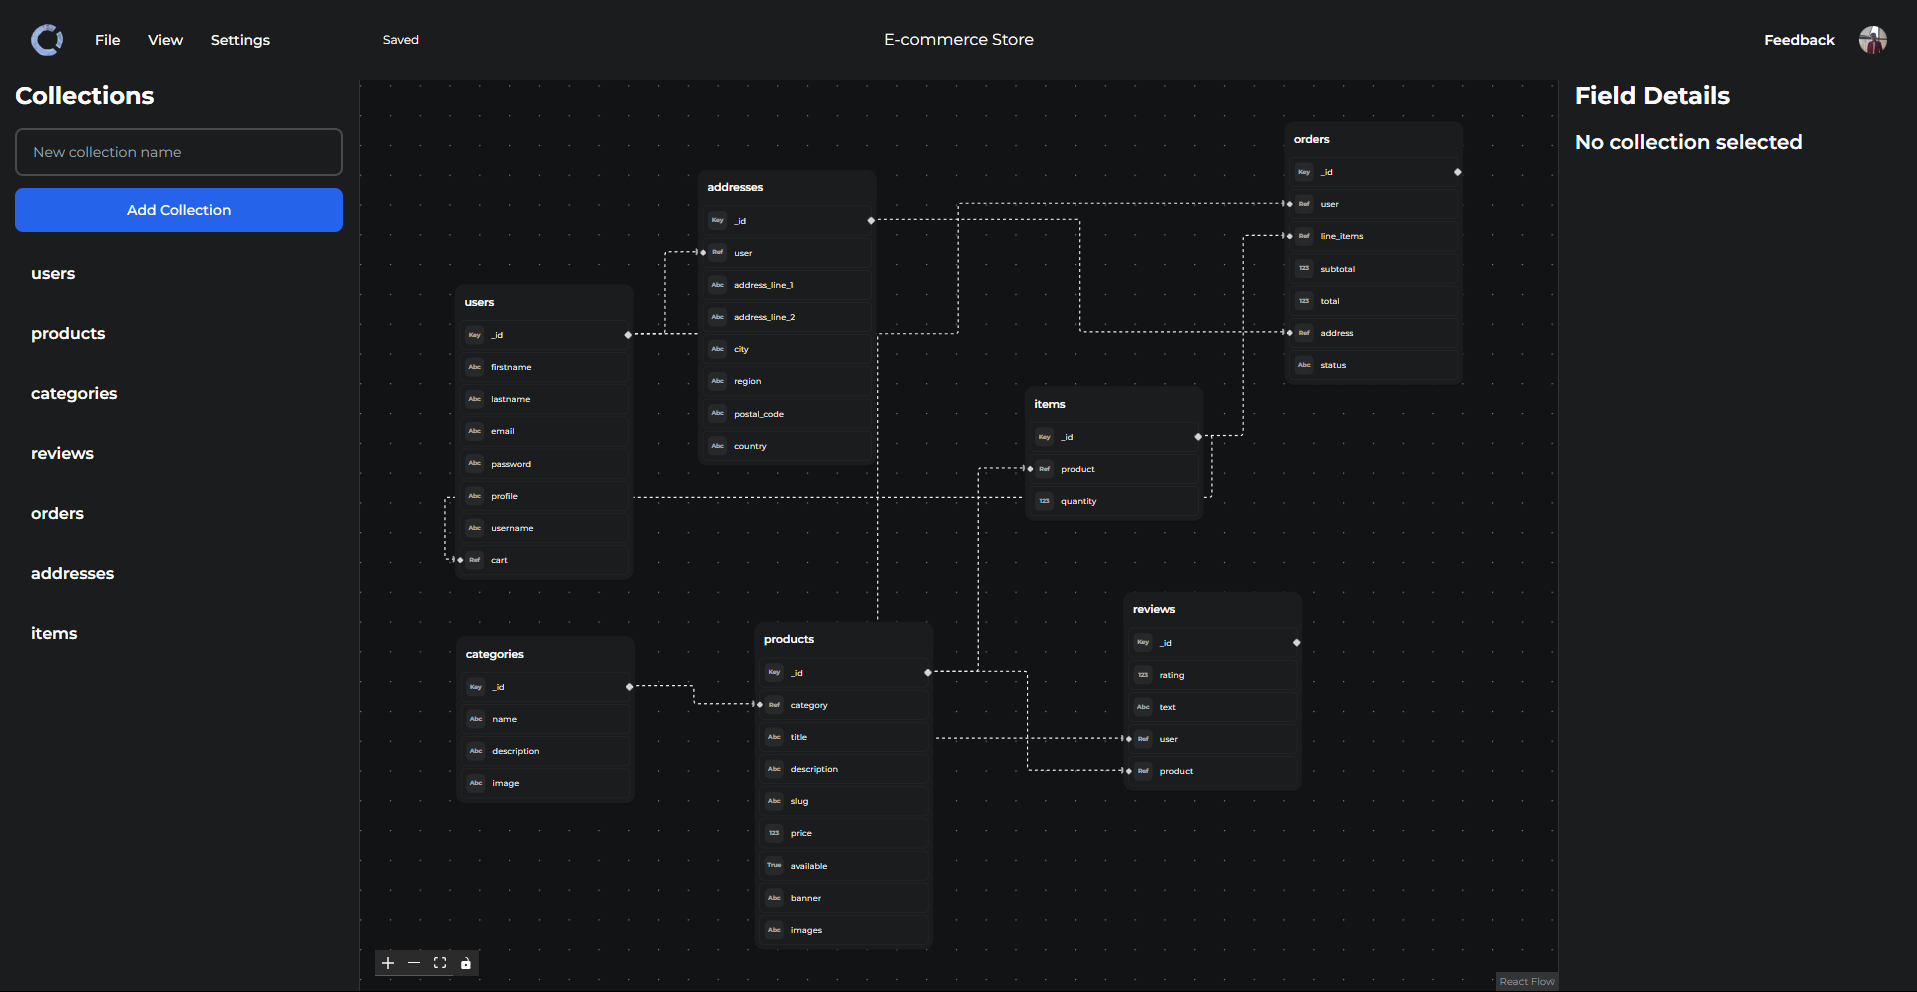 File
View
Settings
Saved
E-commerce Store
Feedback
Collections
New collection name
Add Collection
users
products
categories
reviews
orders
addresses
items
users
Key _id
Abc firstname
Abc lastname
Abc email
Abc password
Abc profile
Abc username
Ref cart
addresses
Key _id
Ref user
Abc address_line_1
Abc address_line_2
Abc city
Abc region
Abc postal_code
Abc country
orders
Key _id
Ref user
Ref line_items
123 subtotal
123 total
Ref address
Abc status
items
Key _id
Ref product
123 quantity
categories
Key _id
Abc name
Abc description
Abc image
products
Key _id
Ref category
Abc title
Abc description
Abc slug
123 price
True available
Abc banner
Abc images
reviews
Key _id
123 rating
Abc text
Ref user
Ref product
React Flow
Field Details
No collection selected